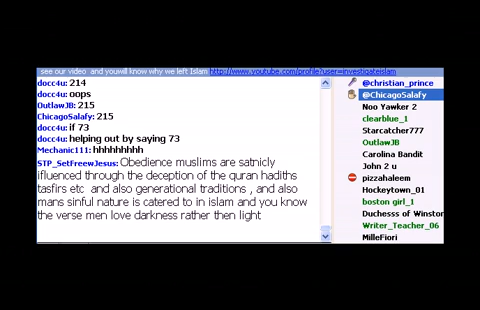 see our video and youwill know why we left Islam http://www.youtube.com/profile?user=investigateislam
docc4u: 214
docc4u: oops
OutlawJB: 215
ChicagoSalafy: 215
docc4u: if 73
docc4u: helping out by saying 73
Mechanic111: hhhhhhhhh
STP_SetFreewJesus: Obedience muslims are satnicly
ifluenced through the deception of the quran hadiths
tasfirs etc and also generational traditions , and also
mans sinful nature is catered to in islam and you know
the verse men love darkness rather then light
@christian_prince
@ChicagoSalafy
Noo Yawker 2
clearblue_1
Starcatcher777
OutlawJB
Carolina Bandit
John 2 u
pizzahaleem
Hockeytown_01
boston girl_1
Duchesss of Winstor
Writer_Teacher_06
MilleFiori